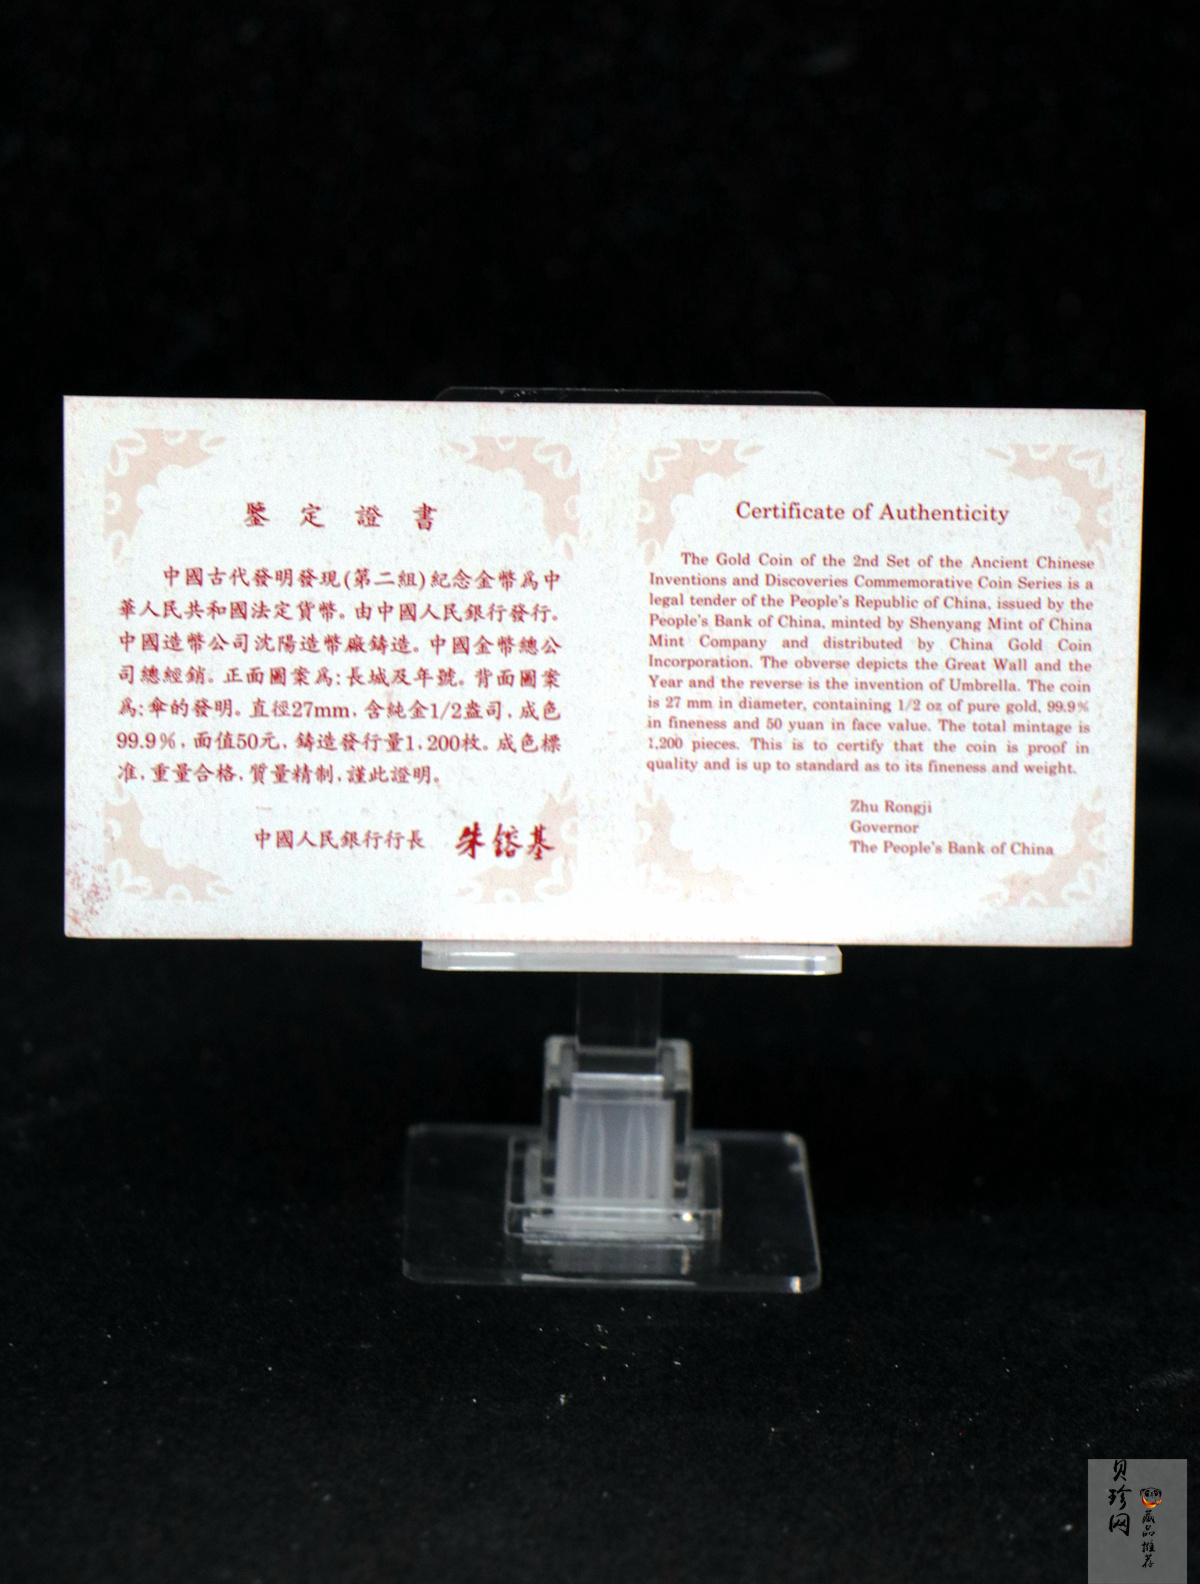 鑒定證書
中國古代發明發現(第二組)紀念金幣爲中
華人民共和國法定貨幣。由中國人民銀行發行。
中國造幣公司沈陽造幣廠鑄造。中國金幣總公
司總經銷。正面圖案爲:長城及年號。背面圖案
爲:傘的發明。直徑27mm,含純金1/2盎司,成色
99.9%,面值50元,鑄造發行量1,200枚。成色標
准,重量合格,質量精制,謹此證明。
中國人民銀行行長 朱鎔基
Certificate of Authenticity
The Gold Coin of the 2nd Set of the Ancient Chinese
Inventions and Discoveries Commemorative Coin Series is a
legal tender of the People's Republic of China, issued by the
People's Bank of China, minted by Shenyang Mint of China
Mint Company and distributed by China Gold Coin
Incorporation. The obverse depicts the Great Wall and the
Year and the reverse is the invention of Umbrella. The coin
is 27 mm in diameter, containing 1/2 oz of pure gold, 99.9%
in fineness and 50 yuan in face value. The total mintage is
1,200 pieces. This is to certify that the coin is proof in
quality and is up to standard as to its fineness and weight.
Zhu Rongji
Governor
The People's Bank of China
贝珍网
藏品推荐